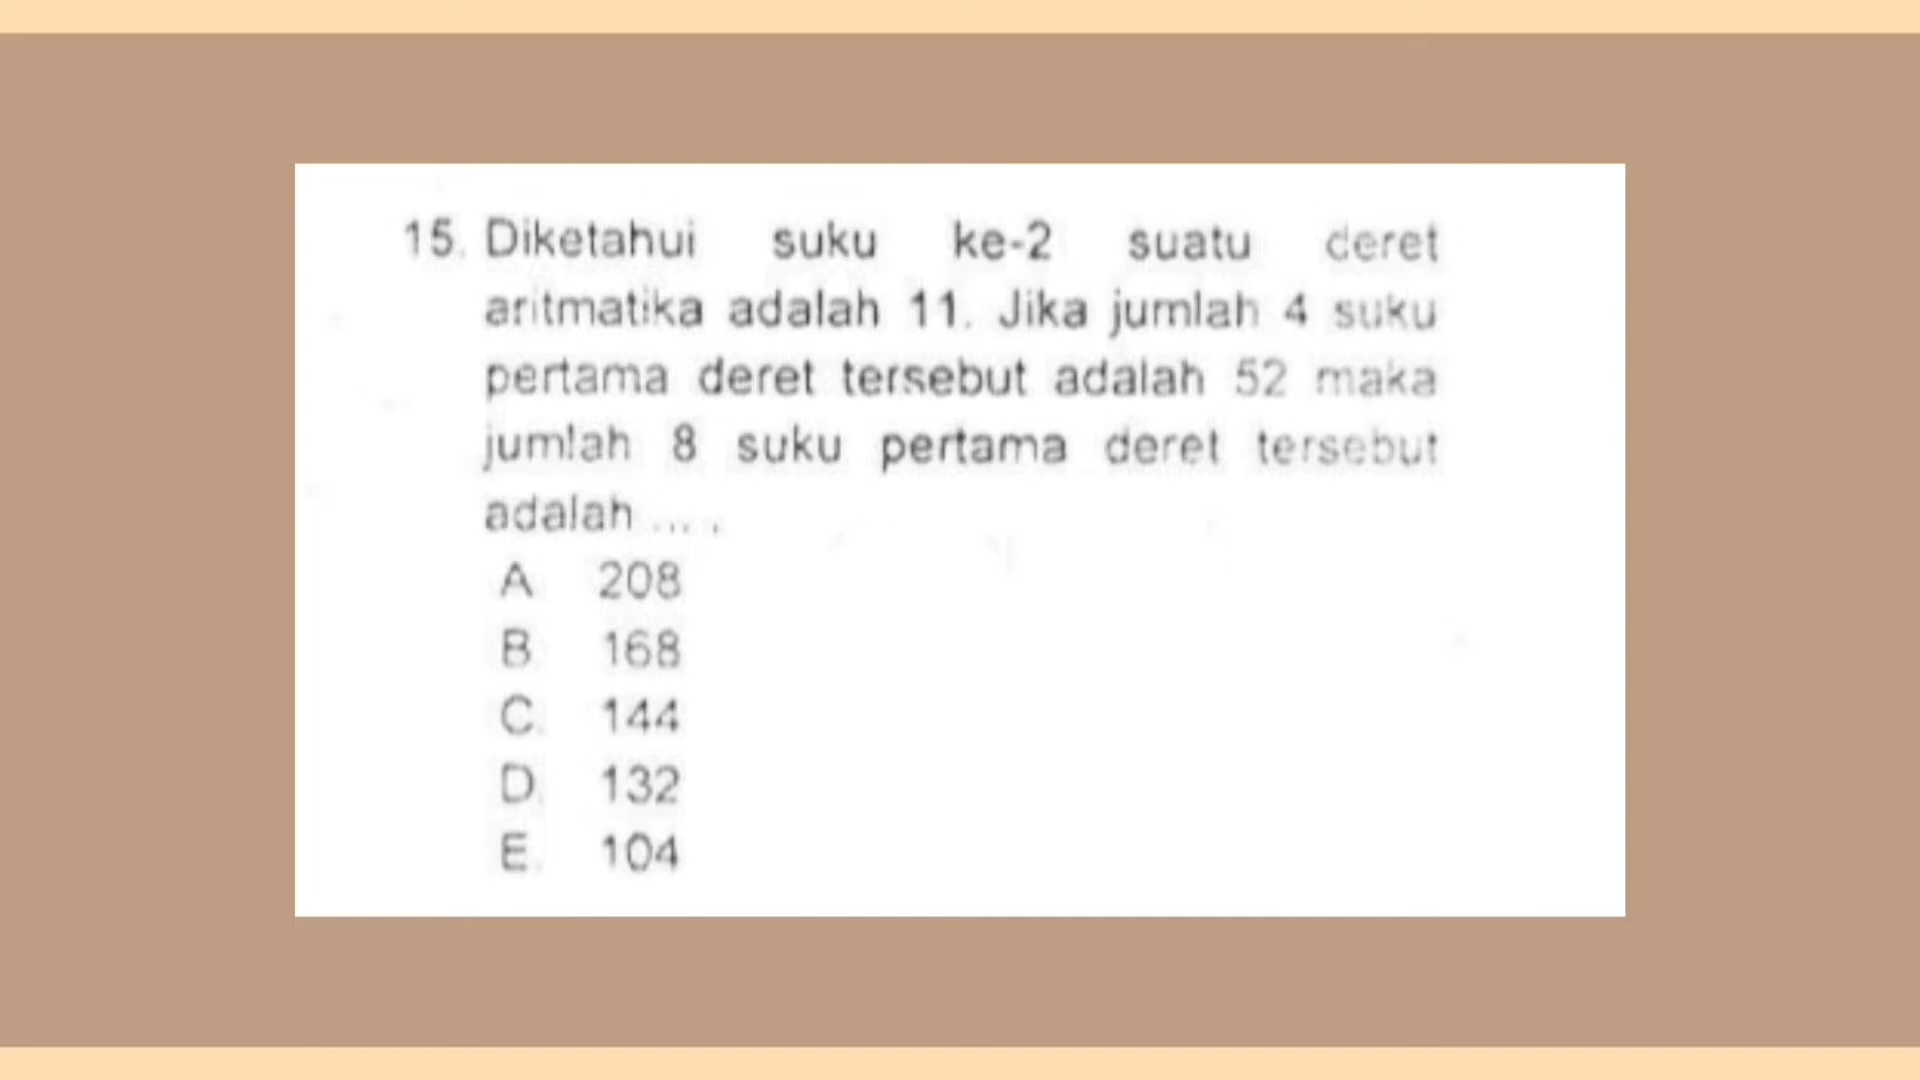 15. Diketahui suku ke-2 suatu deret
aritmatika adalah 11. Jika jumlah 4 suku
pertama deret tersebut adalah 52 maka
jumlah 8 suku pertama deret tersebut
adalah ... .
A. 208
B. 168
C. 144
D. 132
E. 104